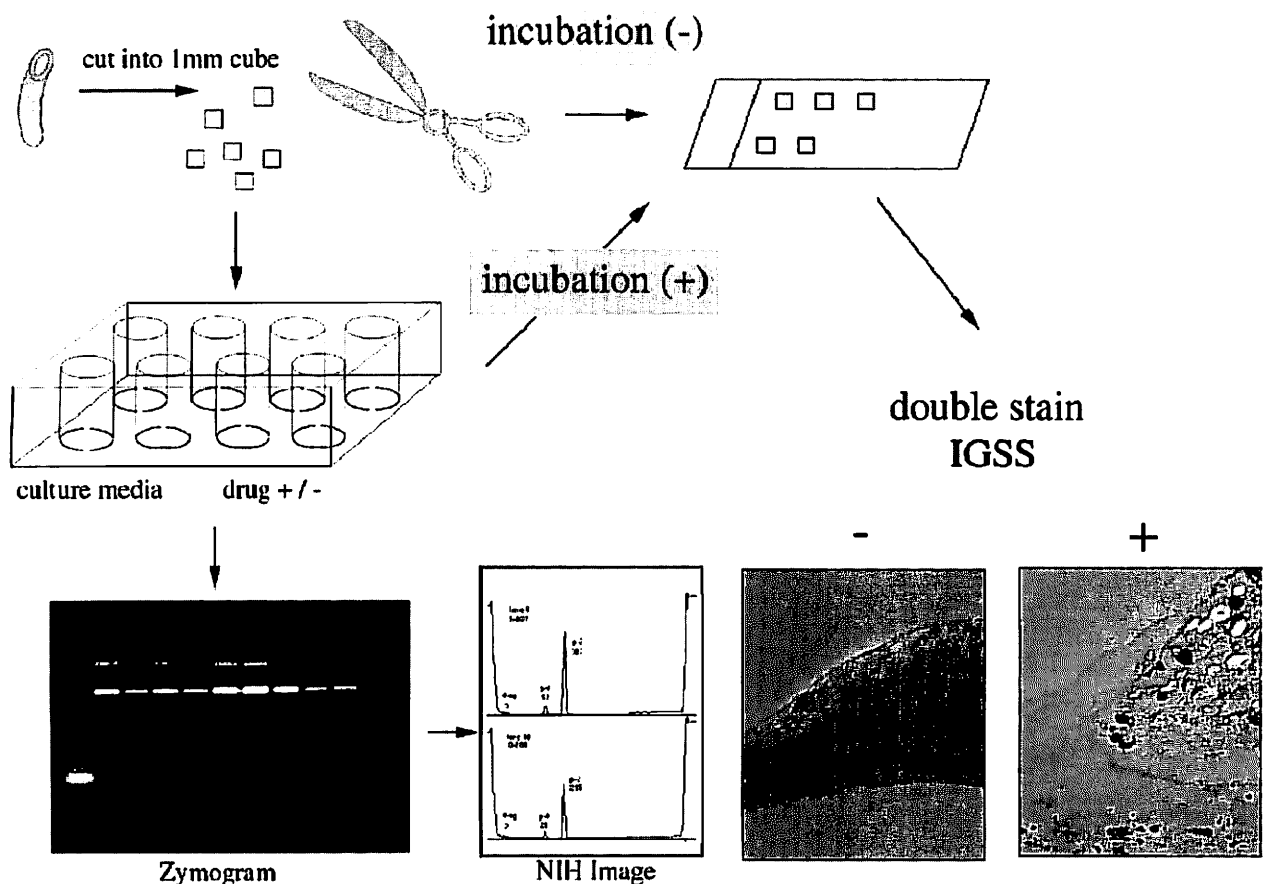 incubation (-)
cut into 1mm cube
incubation (+)
double stain
IGSS
culture media
drug + / -
-
+
Zymogram
NIH Image